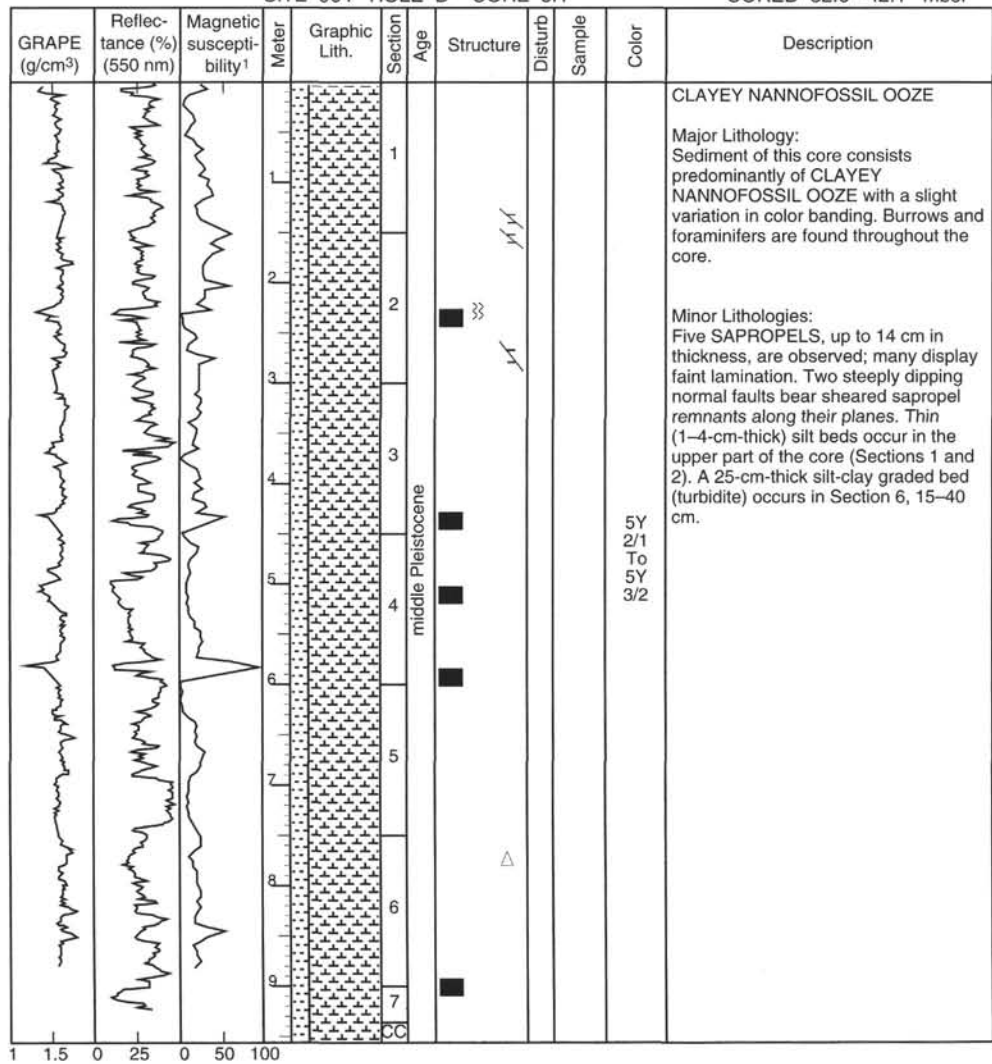 GRAPE
(g/cm3)
Reflec-
tance (%)
(550 nm)
Magnetic
suscepti-
bility1
Meter
Graphic
Lith.
Section
Age
Structure
Disturb
Sample
Color
Description
1
2
3
4
5
6
7
8
9
1
2
3
4
5
6
7
CC
middle Pleistocene
5Y
2/1
To
5Y
3/2
CLAYEY NANNOFOSSIL OOZE
Major Lithology:
Sediment of this core consists
predominantly of CLAYEY
NANNOFOSSIL OOZE with a slight
variation in color banding. Burrows and
foraminifers are found throughout the
core.
Minor Lithologies:
Five SAPROPELS, up to 14 cm in
thickness, are observed; many display
faint lamination. Two steeply dipping
normal faults bear sheared sapropel
remnants along their planes. Thin
(1–4-cm-thick) silt beds occur in the
upper part of the core (Sections 1 and
2). A 25-cm-thick silt-clay graded bed
(turbidite) occurs in Section 6, 15–40
cm.
1 1.5 0 25 0 50 100